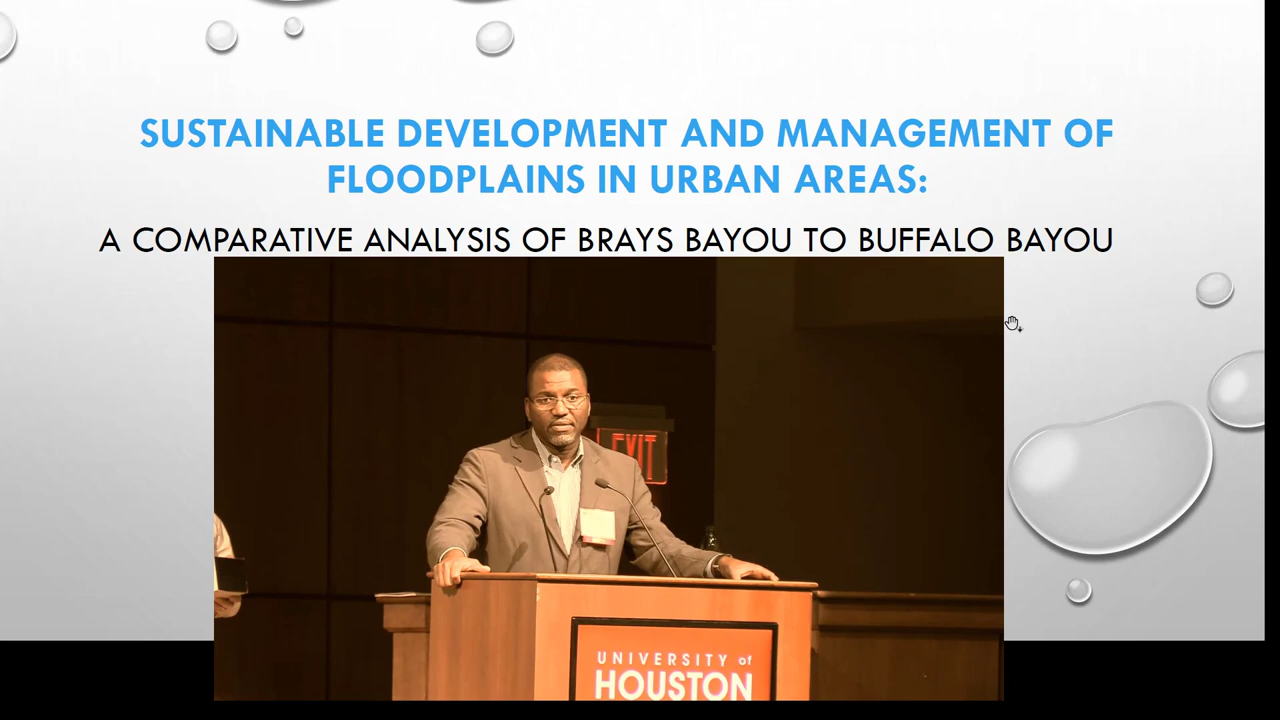 SUSTAINABLE DEVELOPMENT AND MANAGEMENT OF
FLOODPLAINS IN URBAN AREAS:
A COMPARATIVE ANALYSIS OF BRAYS BAYOU TO BUFFALO BAYOU
EXIT
UNIVERSITY of
HOUSTON